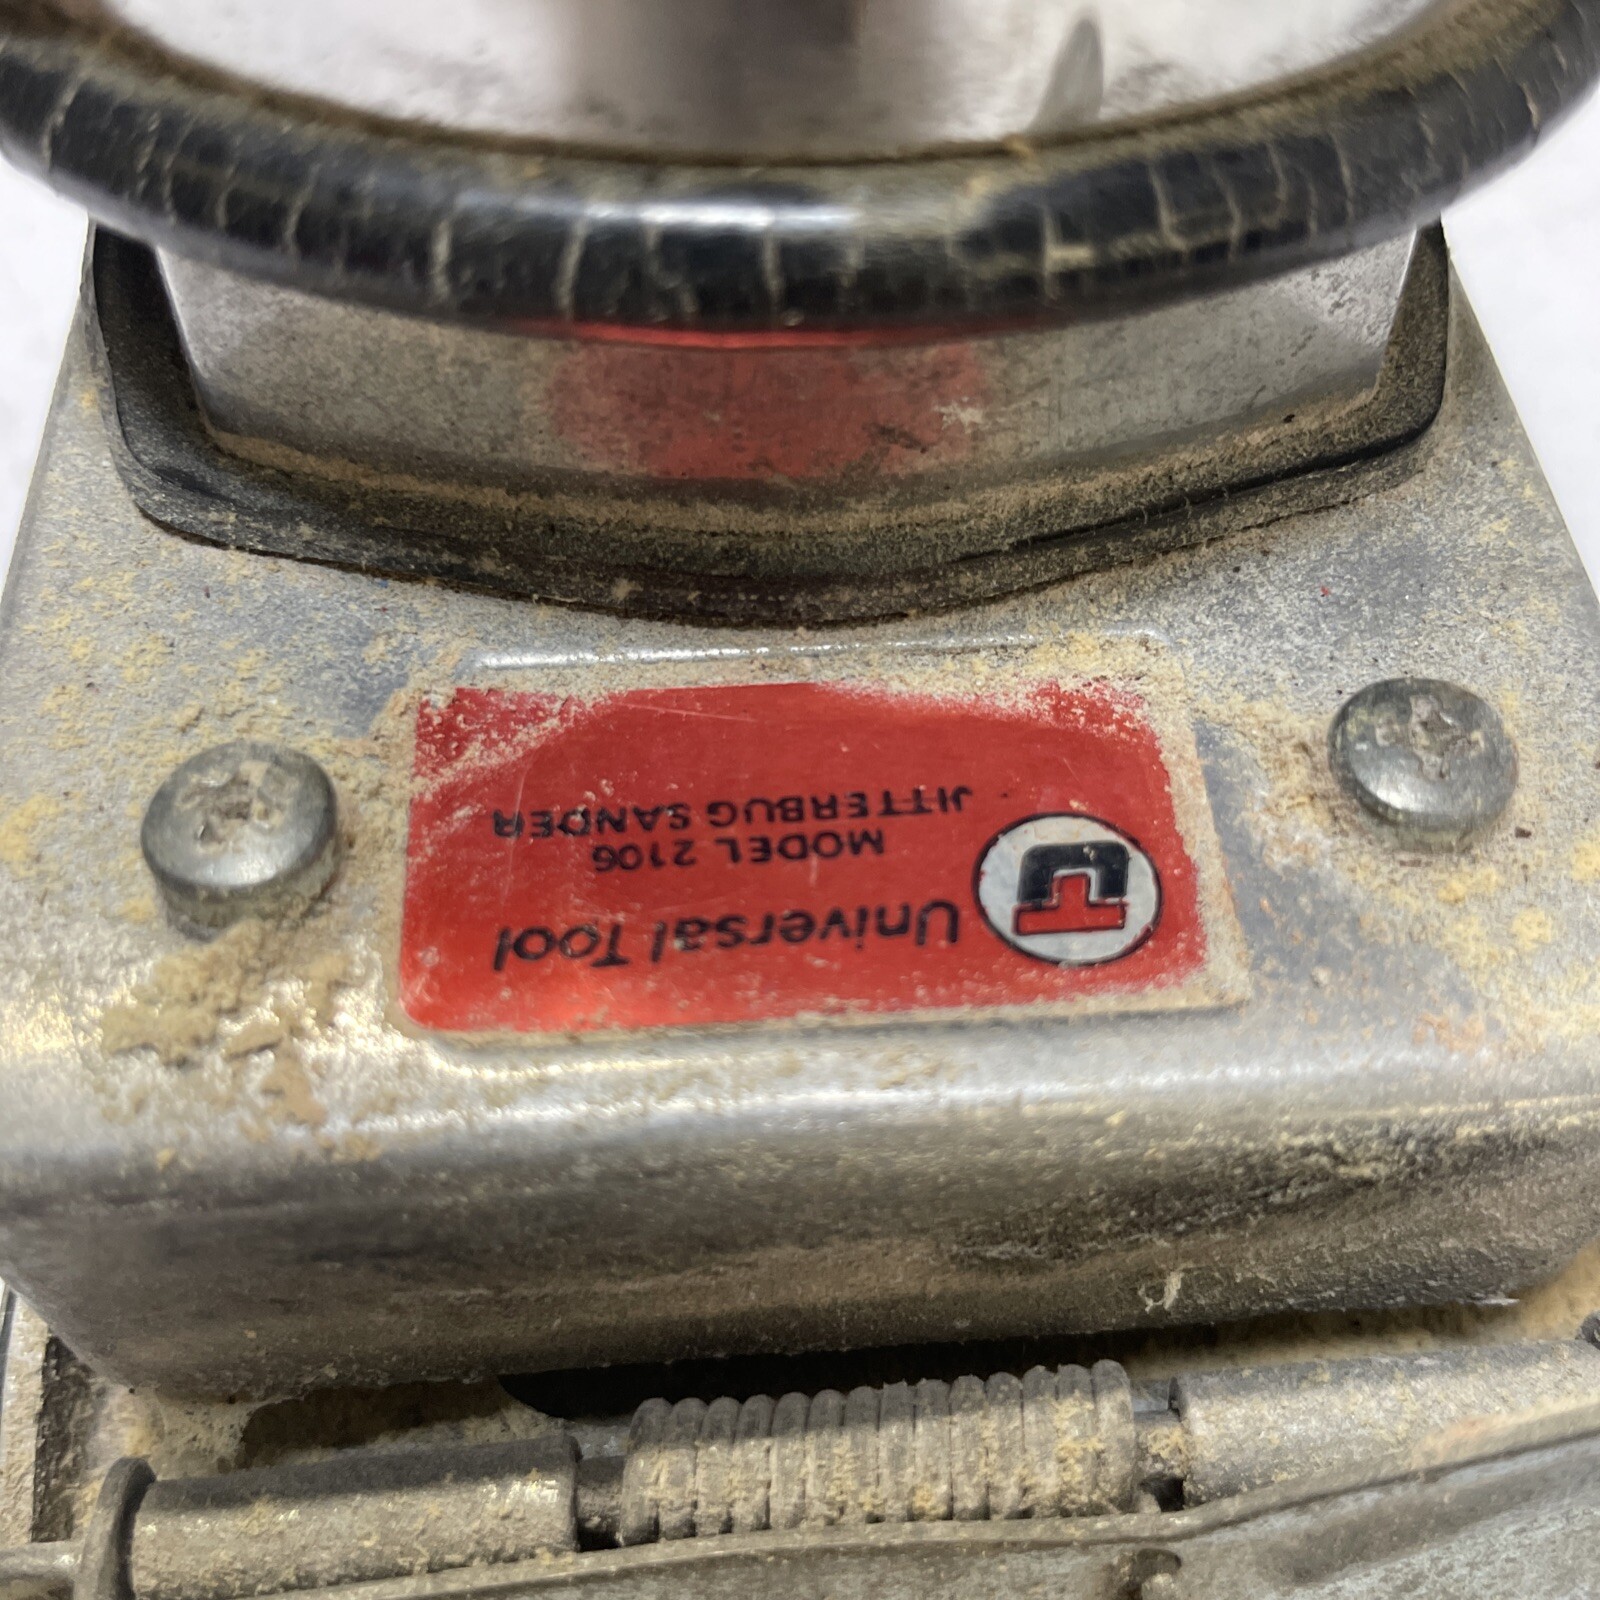 Universal Tool
MODEL 2106
JITTERBUG SANDER